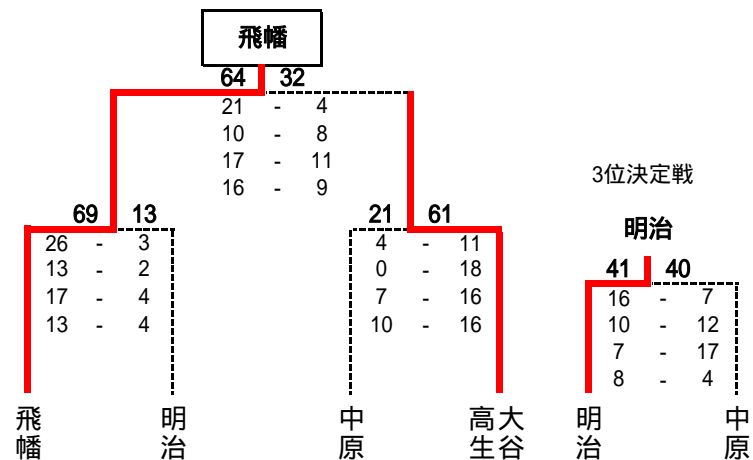 飛幡
64 32
21 - 4
10 - 8
17 - 11
16 - 9
69 13
26 - 3
13 - 2
17 - 4
13 - 4
21 61
4 - 11
0 - 18
7 - 16
10 - 16
飛幡
明治
中原
大谷
高生
3位決定戦
明治
41 40
16 - 7
10 - 12
7 - 17
8 - 4
明治
中原